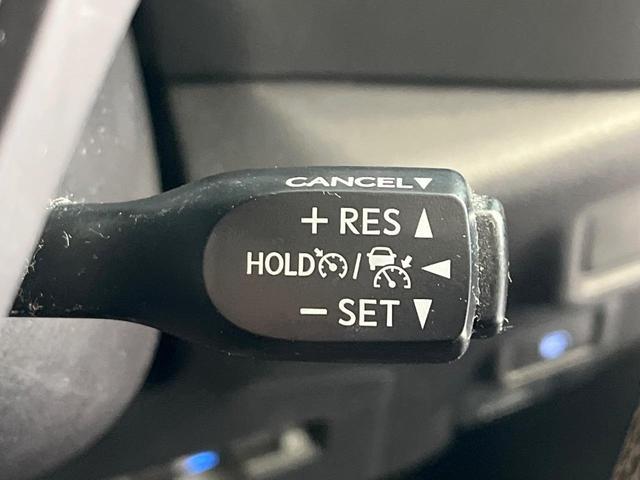 CANCEL▼
+ RES ▲
HOLD / ◀
− SET ▼